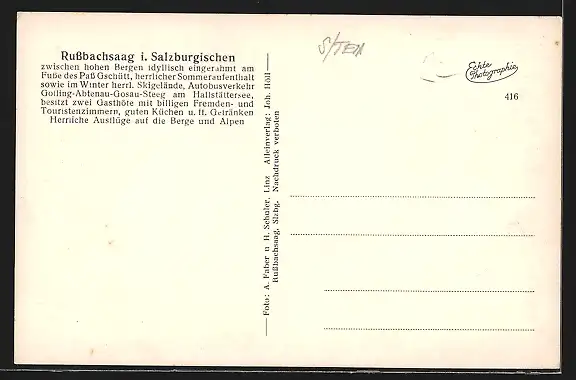 Rußbachsaag i. Salzburgischen
zwischen hohen Bergen idyllisch eingerahmt am
Fuße des Paß Gschütt, herrlicher Sommeraufenthalt
sowie im Winter herrl. Skigelände, Autobusverkehr
Golling-Abtenau-Gosau-Steeg am Hallstättersee,
besitzt zwei Gasthöfe mit billigen Fremden- und
Touristenzimmern, guten Küchen u. ff. Getränken
Herrliche Ausflüge auf die Berge und Alpen
Foto: A. Faber u H. Schuler, Linz Alleinverlag: Joh. Höll
Rußbachsaag, Slzbg. Nachdruck verboten
S/TEN
Echte
Photographie
416